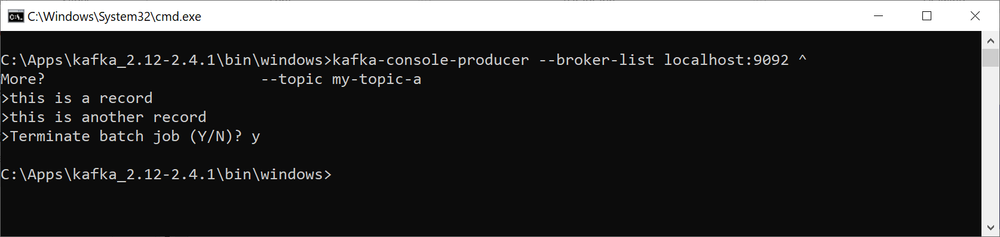 C:\Windows\System32\cmd.exe
C:\Apps\kafka_2.12-2.4.1\bin\windows>kafka-console-producer --broker-list localhost:9092 ^
More?                        --topic my-topic-a
>this is a record
>this is another record
>Terminate batch job (Y/N)? y
C:\Apps\kafka_2.12-2.4.1\bin\windows>